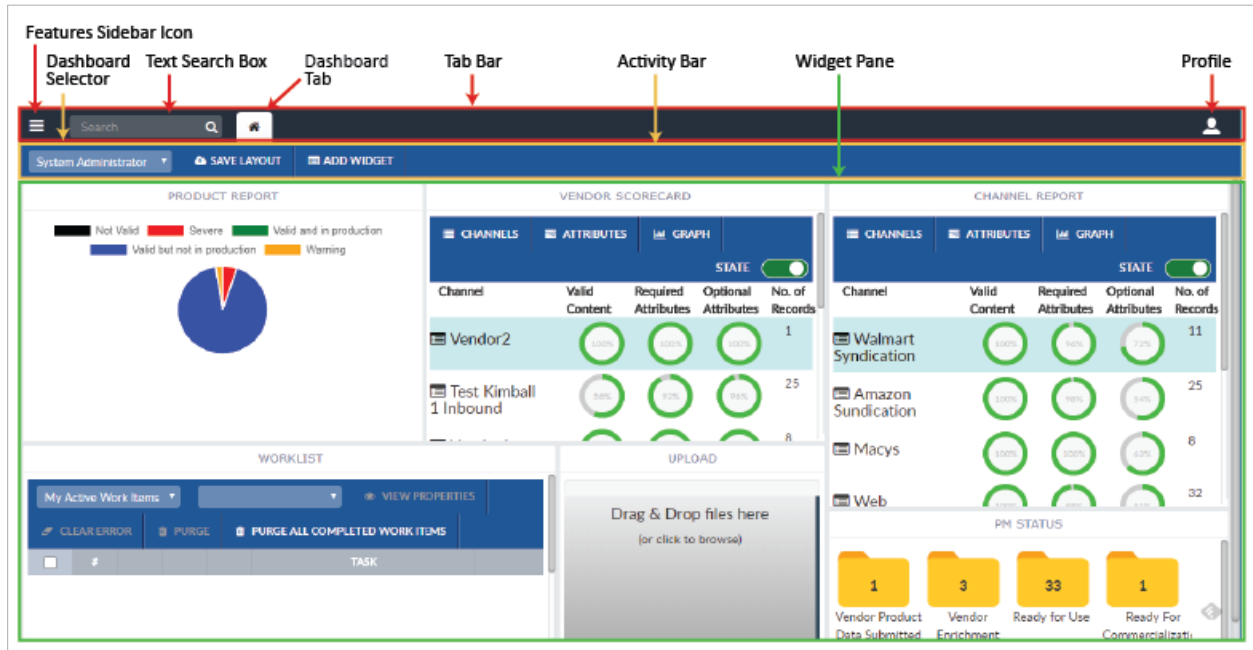 Features Sidebar Icon
Dashboard Selector
Text Search Box
Dashboard Tab
Tab Bar
Activity Bar
Widget Pane
Profile
Search
System Administrator
SAVE LAYOUT
ADD WIDGET
PRODUCT REPORT
Not Valid Severe Valid and in production
Valid but not in production Warning
VENDOR SCORECARD
CHANNELS ATTRIBUTES GRAPH
STATE
Channel Valid Content Required Attributes Optional Attributes No. of Records
Vendor2 100% 100% 100% 1
Test Kimball 1 Inbound 92% 96% 25
8
CHANNEL REPORT
CHANNELS ATTRIBUTES GRAPH
STATE
Channel Valid Content Required Attributes Optional Attributes No. of Records
Walmart Syndication 100% 96% 72% 11
Amazon Sundication 100% 98% 54% 25
Macys 100% 100% 63% 8
Web 32
WORKLIST
My Active Work Items
VIEW PROPERTIES
CLEAR ERROR PURGE PURGE ALL COMPLETED WORK ITEMS
# TASK
UPLOAD
Drag & Drop files here
(or click to browse)
PM STATUS
1 3 33 1
Vendor Product Data Submitted
Vendor Enrichment
Ready for Use
Ready For Commercializati